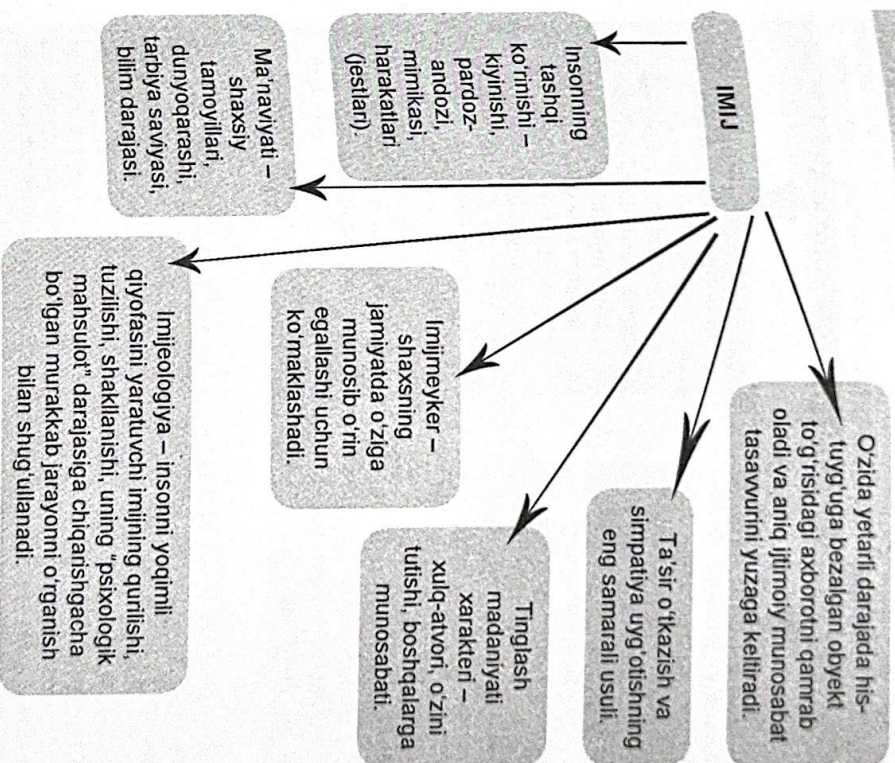 IMIJ
Insonning
tashqi
ko'rinishi –
kiyinishi,
pardoz-
andozi,
mimikasi,
harakatlari
(jestlari).
Ma'naviyati –
shaxsiy
tamoyillari,
dunyoqarashi,
tarbiya saviyasi,
bilim darajasi.
Imijeologiya – insonni yoqimli
qiyofasini yaratuvchi imijning qurilishi,
tuzilishi, shakllanishi, uning "psixologik
mahsulot" darajasiga chiqarishgacha
bo'lgan murakkab jarayonni o'rganish
bilan shug'ullanadi.
Imijmeyker –
shaxsning
jamiyatda o'ziga
munosib o'rin
egallashi uchun
ko'maklashadi.
Tinglash
madaniyati
xarakteri –
xulq-atvori, o'zini
tutishi, boshqalarga
munosabati.
Ta'sir o'tkazish va
simpatiya uyg'otishning
eng samarali usuli.
O'zida yetarli darajada his-
tuyg'uga bezalgan obyekt
to'g'risidagi axborotni qamrab
oladi va aniq ijtimoiy munosabat
tasavvurini yuzaga keltiradi.